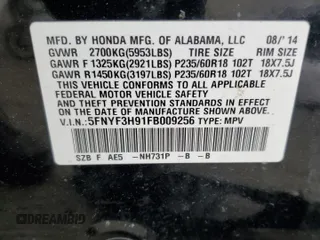 MFD. BY HONDA MFG. OF ALABAMA, LLC 08/'14
GVWR 2700KG(5953LBS) TIRE SIZE RIM SIZE
GAWR F 1325KG(2921LBS) P235/60R18 102T 18X7.5J
GAWR R1450KG(3197LBS) P235/60R18 102T 18X7.5J
THIS VEHICLE CONFORMS TO ALL APPLICABLE
FEDERAL MOTOR VEHICLE SAFETY AND THEFT
PREVENTION STANDARDS IN EFFECT ON THE DATE
OF MANUFACTURE SHOWN ABOVE.
V.I.N.: 5FNYF3H91FB009256 TYPE: MPV
SZB F AE5 -NH731P -B -B
DREAMBID